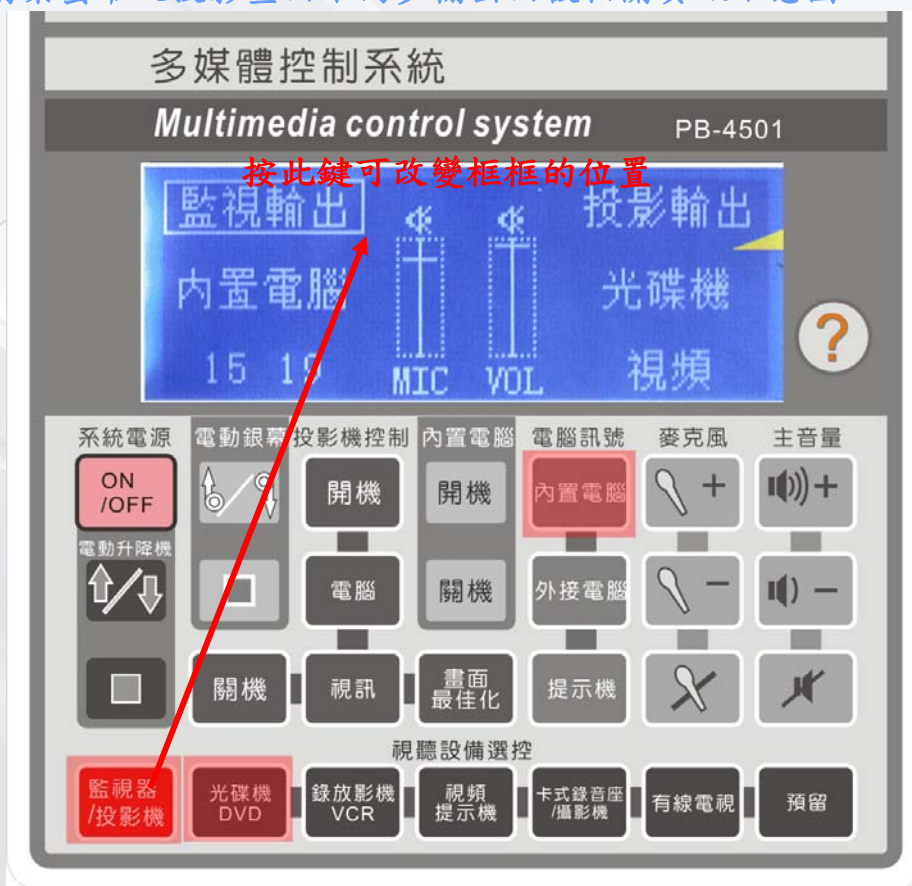 多媒體控制系統
Multimedia control system PB-4501
按此鍵可改變框框的位置
監視輸出 投影輸出
內置電腦 光碟機
15 19 MIC VOL 視頻
?
系統電源 電動銀幕 投影機控制 內置電腦 電腦訊號 麥克風 主音量
ON
/OFF
開機 開機 內置電腦 + +
電動升降機
電腦 關機 外接電腦 - -
關機 視訊 畫面
最佳化
提示機
視聽設備選控
監視器
/投影機
光碟機
DVD
錄放影機
VCR
視頻
提示機
卡式錄音座
/攝影機
有線電視
預留